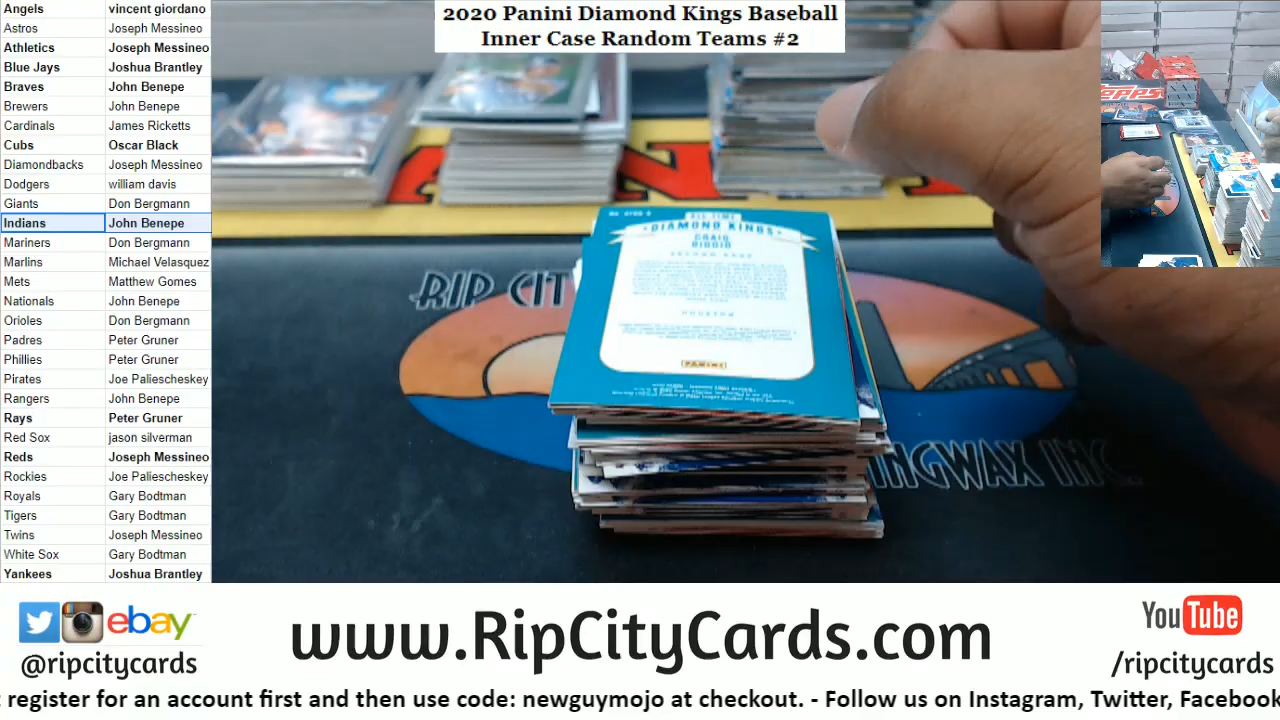 2020 Panini Diamond Kings Baseball
Inner Case Random Teams #2
Angels vincent giordano
Astros Joseph Messineo
Athletics Joseph Messineo
Blue Jays Joshua Brantley
Braves John Benepe
Brewers John Benepe
Cardinals James Ricketts
Cubs Oscar Black
Diamondbacks Joseph Messineo
Dodgers william davis
Giants Don Bergmann
Indians John Benepe
Mariners Don Bergmann
Marlins Michael Velasquez
Mets Matthew Gomes
Nationals John Benepe
Orioles Don Bergmann
Padres Peter Gruner
Phillies Peter Gruner
Pirates Joe Paliescheskey
Rangers John Benepe
Rays Peter Gruner
Red Sox jason silverman
Reds Joseph Messineo
Rockies Joe Paliescheskey
Royals Gary Bodtman
Tigers Gary Bodtman
Twins Joseph Messineo
White Sox Gary Bodtman
Yankees Joshua Brantley
TOPPS
RIP CIT
INGWAX INC.
ALL-TIME
DIAMOND KINGS
CRAIG
BIGGIO
SECOND BASE
HOUSTON
PANINI
ebay
@ripcitycards
www.RipCityCards.com
YouTube
/ripcitycards
register for an account first and then use code: newguymojo at checkout. - Follow us on Instagram, Twitter, Facebook